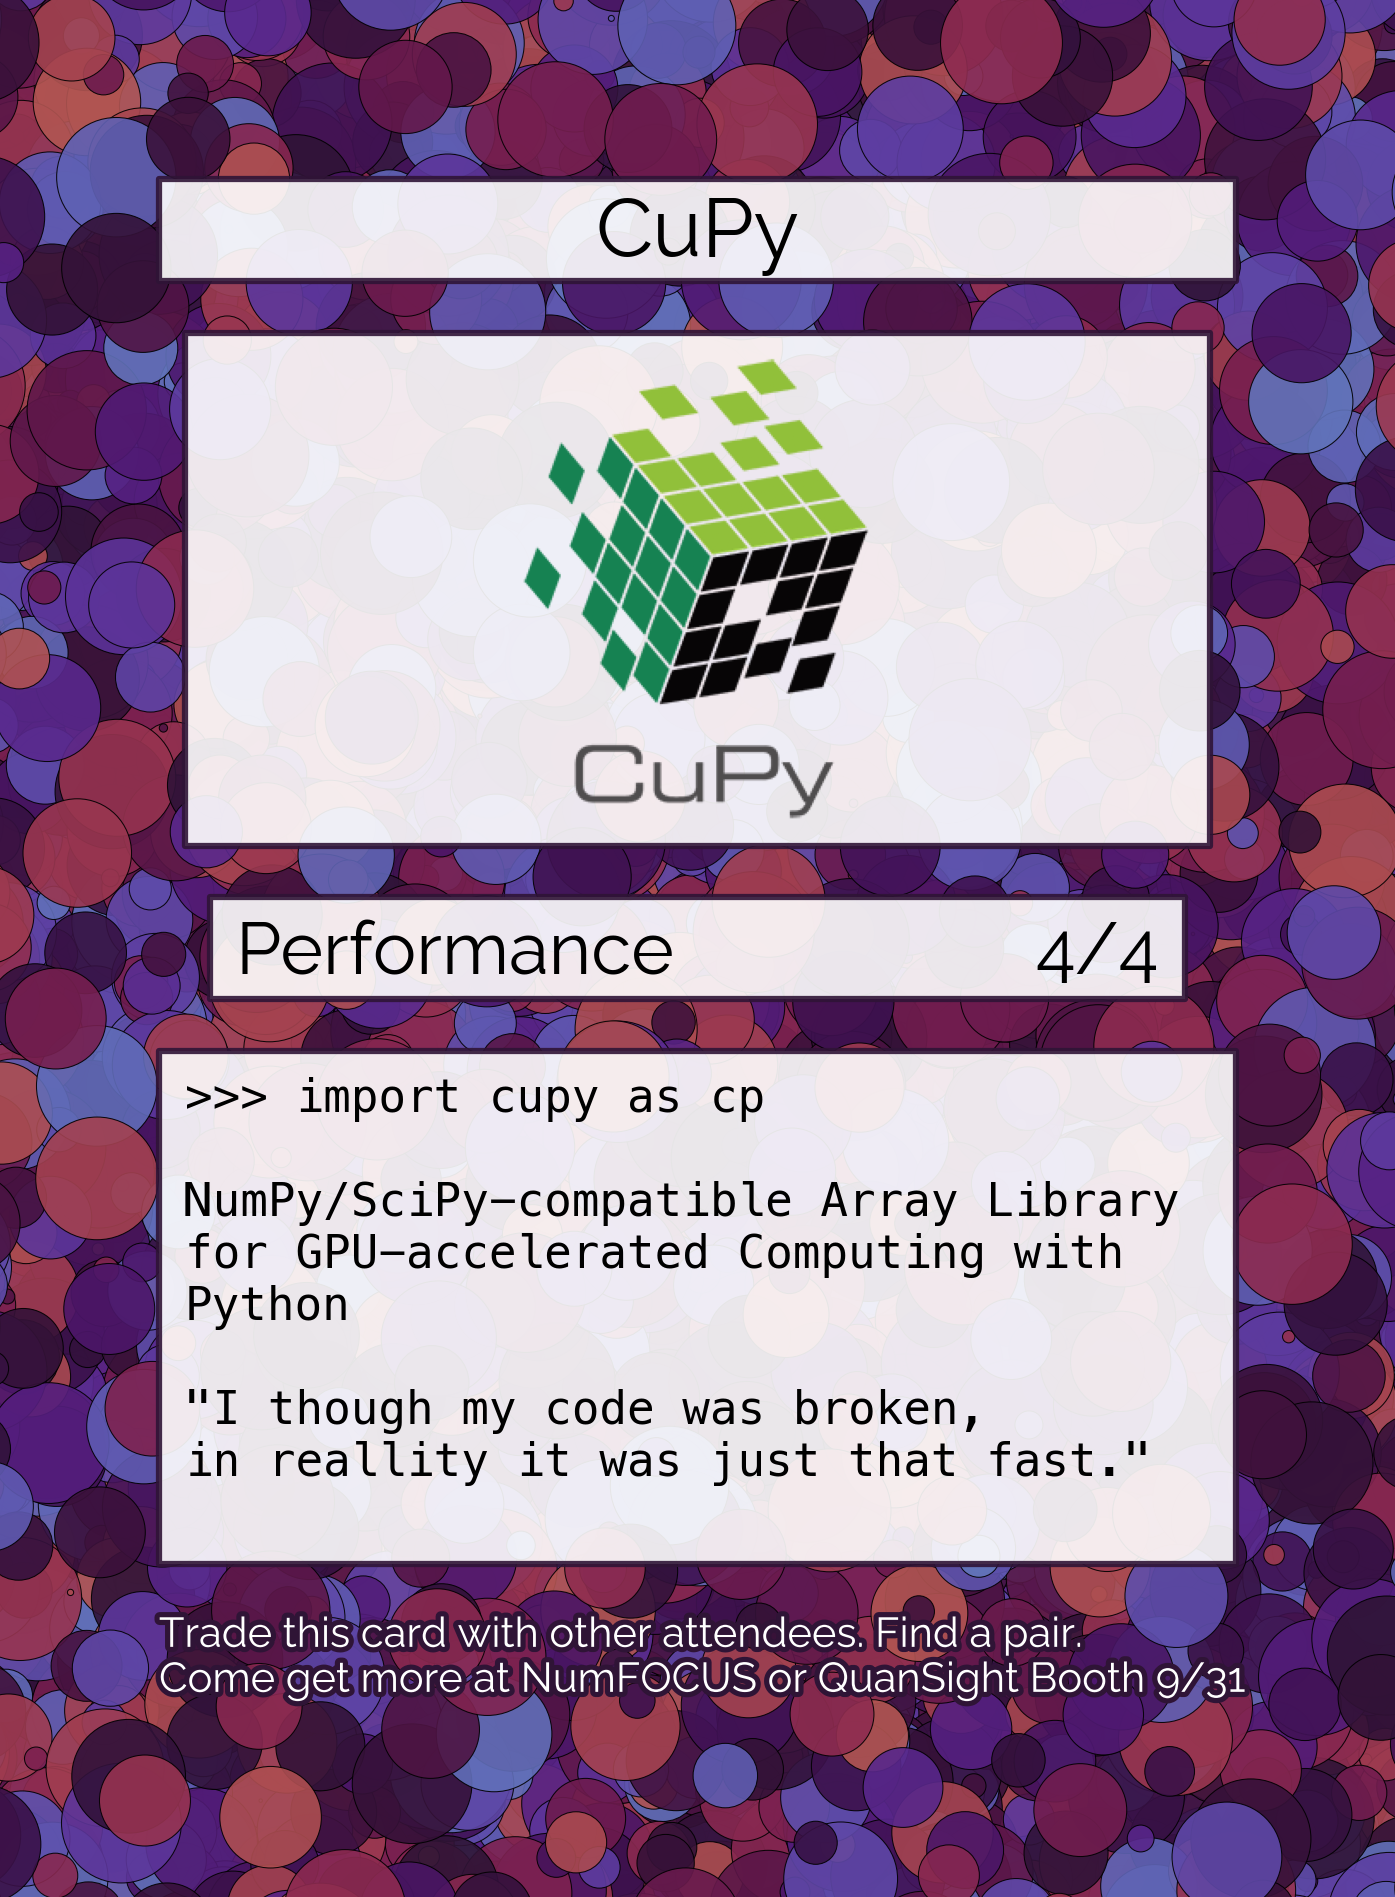 CuPy
CuPy
Performance 4/4
>>> import cupy as cp
NumPy/SciPy-compatible Array Library
for GPU-accelerated Computing with
Python
"I though my code was broken,
in reallity it was just that fast."
Trade this card with other attendees. Find a pair.
Come get more at NumFOCUS or QuanSight Booth 9/31